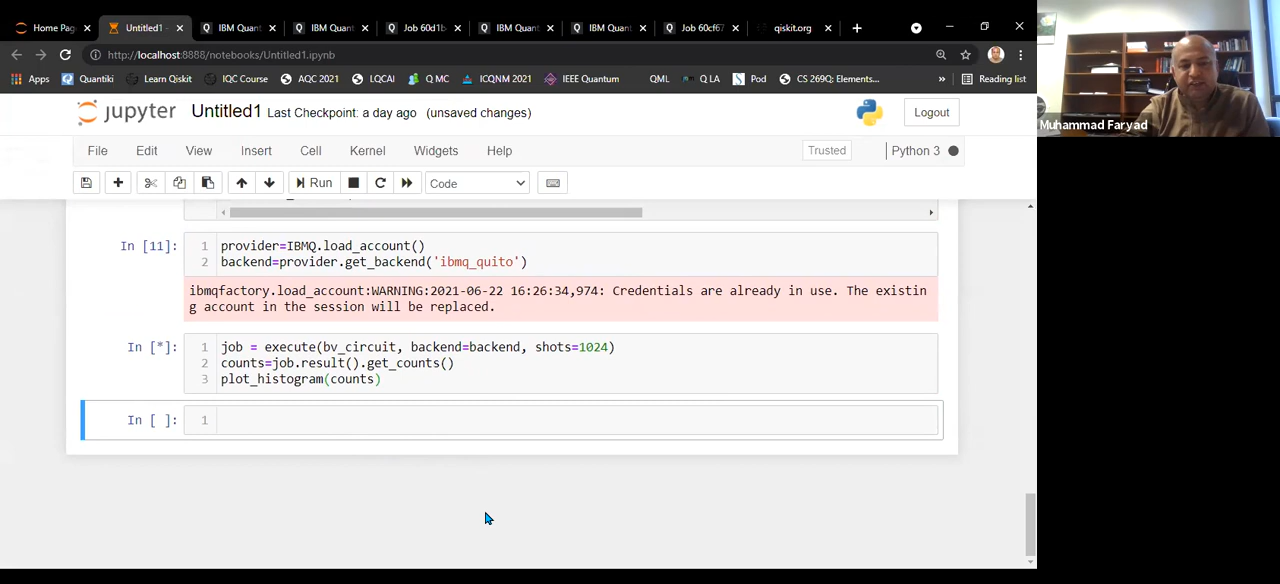 Home Pag
Untitled1
IBM Quant
IBM Quant
Job 60d1b
IBM Quant
IBM Quant
Job 60cf67
qiskit.org
http://localhost:8888/notebooks/Untitled1.ipynb
Apps
Quantiki
Learn Qiskit
IQC Course
AQC 2021
LQCAI
Q MC
ICQNM 2021
IEEE Quantum
QML
Q LA
Pod
CS 269Q: Elements...
»
Reading list
jupyter
Untitled1 Last Checkpoint: a day ago (unsaved changes)
Logout
File Edit View Insert Cell Kernel Widgets Help
Trusted
Python 3
Run
Code
In [11]:
1 provider=IBMQ.load_account()
2 backend=provider.get_backend('ibmq_quito')
ibmqfactory.load_account:WARNING:2021-06-22 16:26:34,974: Credentials are already in use. The existin
g account in the session will be replaced.
In [*]:
1 job = execute(bv_circuit, backend=backend, shots=1024)
2 counts=job.result().get_counts()
3 plot_histogram(counts)
In [ ]:
1
Muhammad Faryad